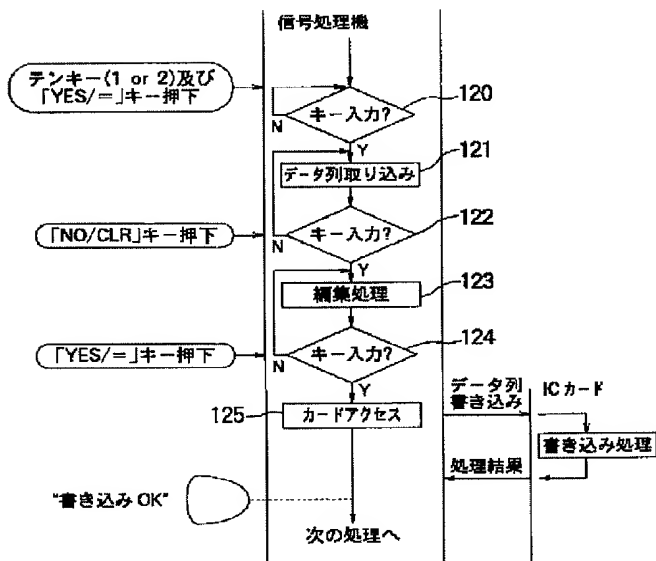 信号処理機
テンキー(1 or 2)及び
「YES/=」キー押下
キー入力?
120
N
Y
121
データ列取り込み
122
キー入力?
「NO/CLR」キー押下
N
Y
123
編集処理
124
キー入力?
「YES/=」キー押下
N
Y
125
カードアクセス
データ列
書き込み
ICカード
書き込み処理
処理結果
“書き込みOK”
次の処理へ